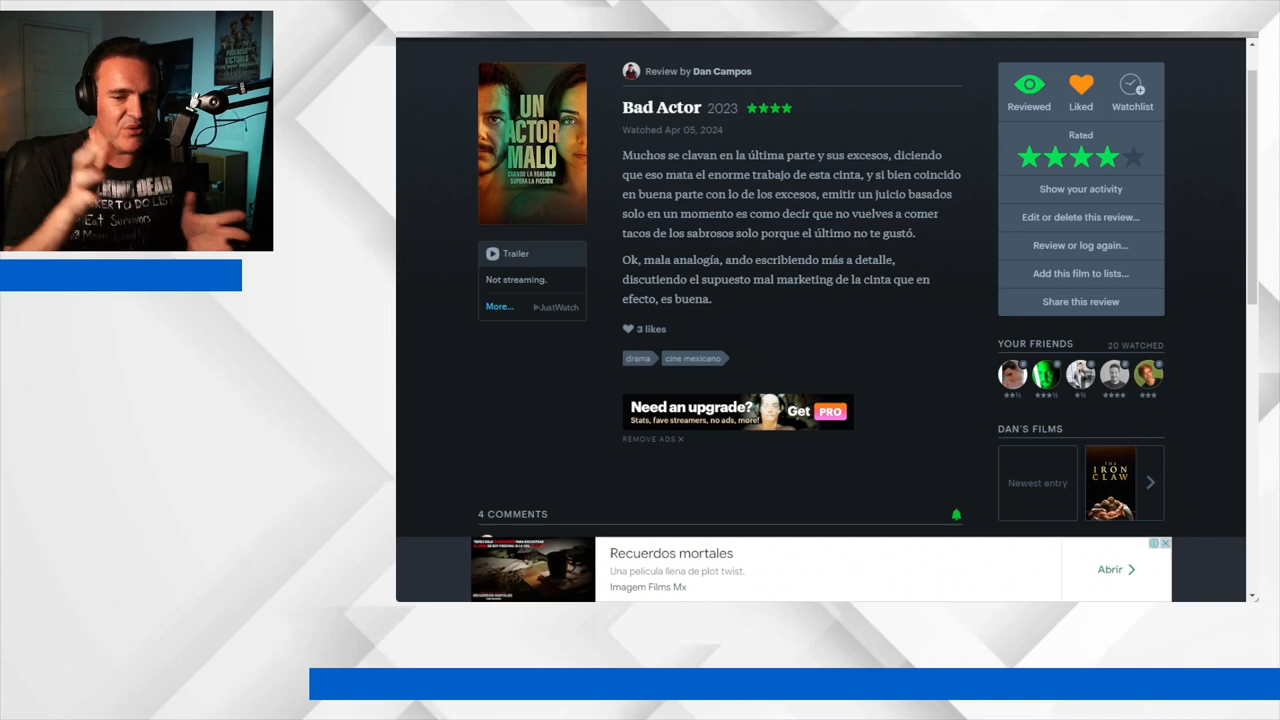 KING DEAD
KER TO DO LIST
Eat Survivors
UN
ACTOR
MALO
CUANDO LA REALIDAD
SUPERA LA FICCIÓN
Trailer
Not streaming.
More...
JustWatch
Review by Dan Campos
Bad Actor 2023 ★★★★
Watched Apr 05, 2024
Muchos se clavan en la última parte y sus excesos, diciendo
que eso mata el enorme trabajo de esta cinta, y si bien coincido
en buena parte con lo de los excesos, emitir un juicio basados
solo en un momento es como decir que no vuelves a comer
tacos de los sabrosos solo porque el último no te gustó.
Ok, mala analogía, ando escribiendo más a detalle,
discutiendo el supuesto mal marketing de la cinta que en
efecto, es buena.
3 likes
drama
cine mexicano
Need an upgrade?
Stats, fave streamers, no ads, more!
Get PRO
REMOVE ADS ×
4 COMMENTS
Reviewed
Liked
Watchlist
Rated
Show your activity
Edit or delete this review...
Review or log again...
Add this film to lists...
Share this review
YOUR FRIENDS
20 WATCHED
DAN'S FILMS
Newest entry
THE
IRON
CLAW
Recuerdos mortales
Una película llena de plot twist.
Imagem Films Mx
Abrir